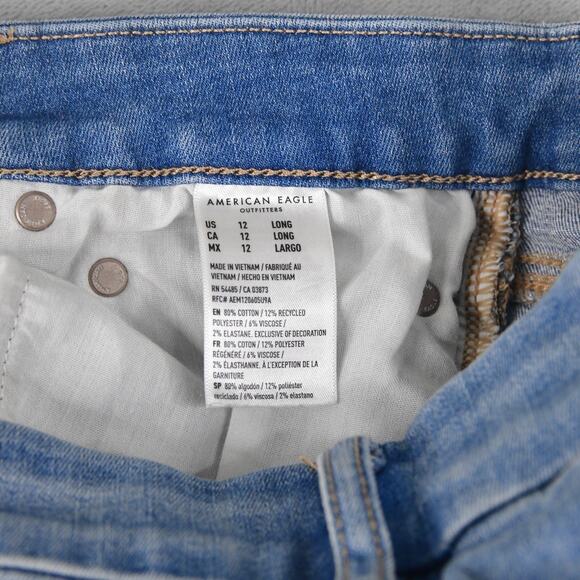 AMERICAN EAGLE
OUTFITTERS
US 12 LONG
CA 12 LONG
MX 12 LARGO
MADE IN VIETNAM / FABRIQUÉ AU
VIETNAM / HECHO EN VIETNAM
RN 54485 / CA 03873
RFC# AEM120605U9A
EN 80% COTTON / 12% RECYCLED
POLYESTER / 6% VISCOSE /
2% ELASTANE. EXCLUSIVE OF DECORATION
FR 80% COTON / 12% POLYESTER
RÉGÉNÉRÉ / 6% VISCOSE /
2% ÉLASTHANNE. À L'EXCEPTION DE LA
GARNITURE
SP 80% algodón / 12% poliéster
reciclado / 6% viscosa / 2% elastano